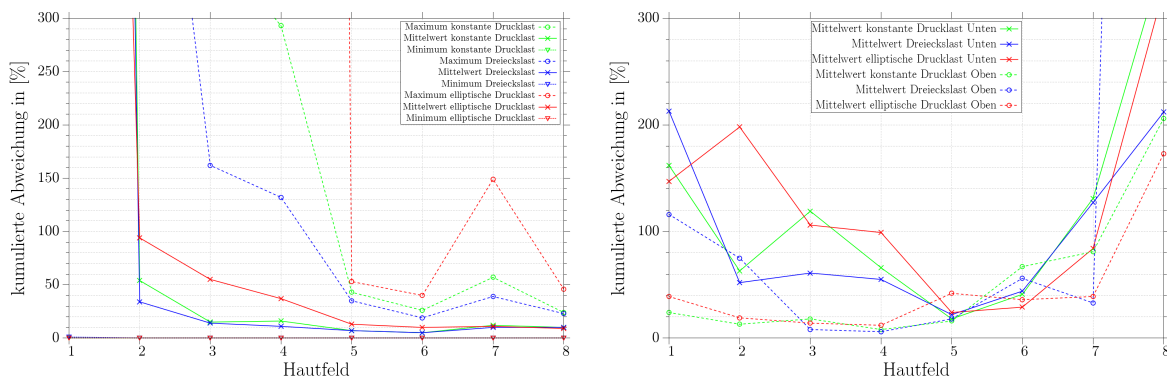 300
200
150
100
50
0
kumulierte Abweichung in [%]
Maximum konstante Drucklast
Mittelwert konstante Drucklast
Minimum konstante Drucklast
Maximum Dreieckslast
Mittelwert Dreieckslast
Minimum Dreieckslast
Maximum elliptische Drucklast
Mittelwert elliptische Drucklast
Minimum elliptische Drucklast
1 2 3 4 5 6 7 8
Hautfeld
300
200
100
0
kumulierte Abweichung in [%]
Mittelwert konstante Drucklast Unten
Mittelwert Dreieckslast Unten
Mittelwert elliptische Drucklast Unten
Mittelwert konstante Drucklast Oben
Mittelwert Dreieckslast Oben
Mittelwert elliptische Drucklast Oben
1 2 3 4 5 6 7 8
Hautfeld